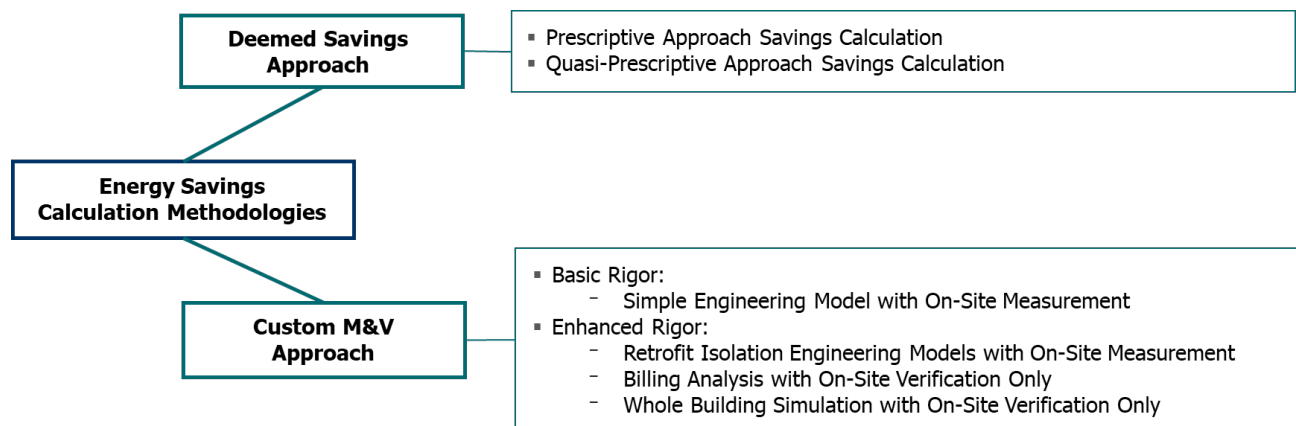 Deemed Savings
Approach
▪ Prescriptive Approach Savings Calculation
▪ Quasi-Prescriptive Approach Savings Calculation
Energy Savings
Calculation Methodologies
Custom M&V
Approach
▪ Basic Rigor:
– Simple Engineering Model with On-Site Measurement
▪ Enhanced Rigor:
– Retrofit Isolation Engineering Models with On-Site Measurement
– Billing Analysis with On-Site Verification Only
– Whole Building Simulation with On-Site Verification Only